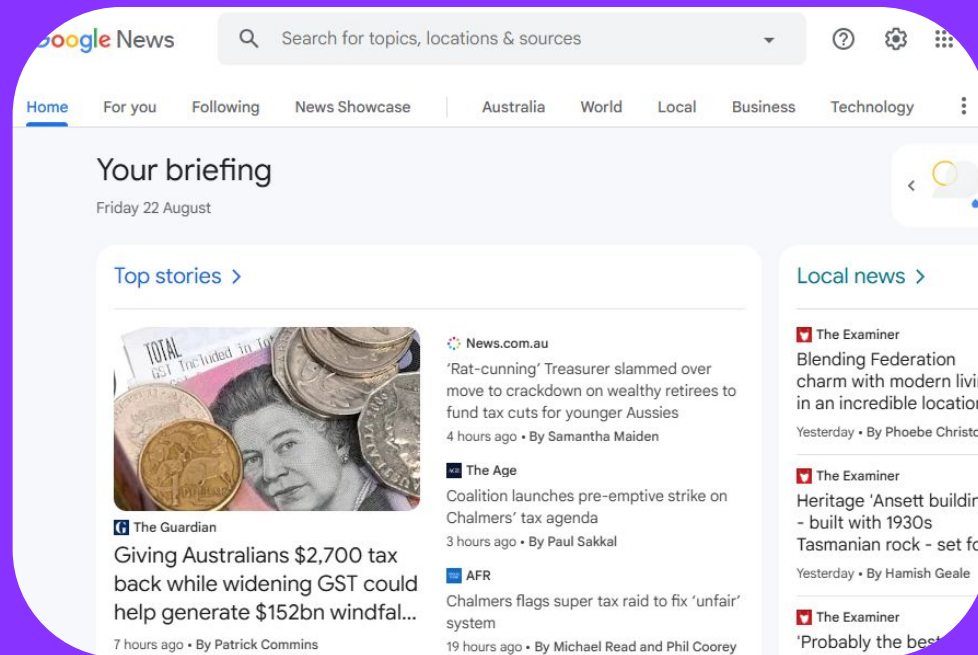 Google News
Search for topics, locations & sources
Home For you Following News Showcase Australia World Local Business Technology
Your briefing
Friday 22 August
Top stories >
TOTAL
GST Included in Tot
The Guardian
Giving Australians $2,700 tax
back while widening GST could
help generate $152bn windfal...
7 hours ago • By Patrick Commins
News.com.au
‘Rat-cunning’ Treasurer slammed over
move to crackdown on wealthy retirees to
fund tax cuts for younger Aussies
4 hours ago • By Samantha Maiden
The Age
Coalition launches pre-emptive strike on
Chalmers’ tax agenda
3 hours ago • By Paul Sakkal
AFR
Chalmers flags super tax raid to fix ‘unfair’
system
19 hours ago • By Michael Read and Phil Coorey
Local news >
The Examiner
Blending Federation
charm with modern livi
in an incredible location
Yesterday • By Phoebe Christo
The Examiner
Heritage 'Ansett buildin
- built with 1930s
Tasmanian rock - set fo
Yesterday • By Hamish Geale
The Examiner
'Probably the best